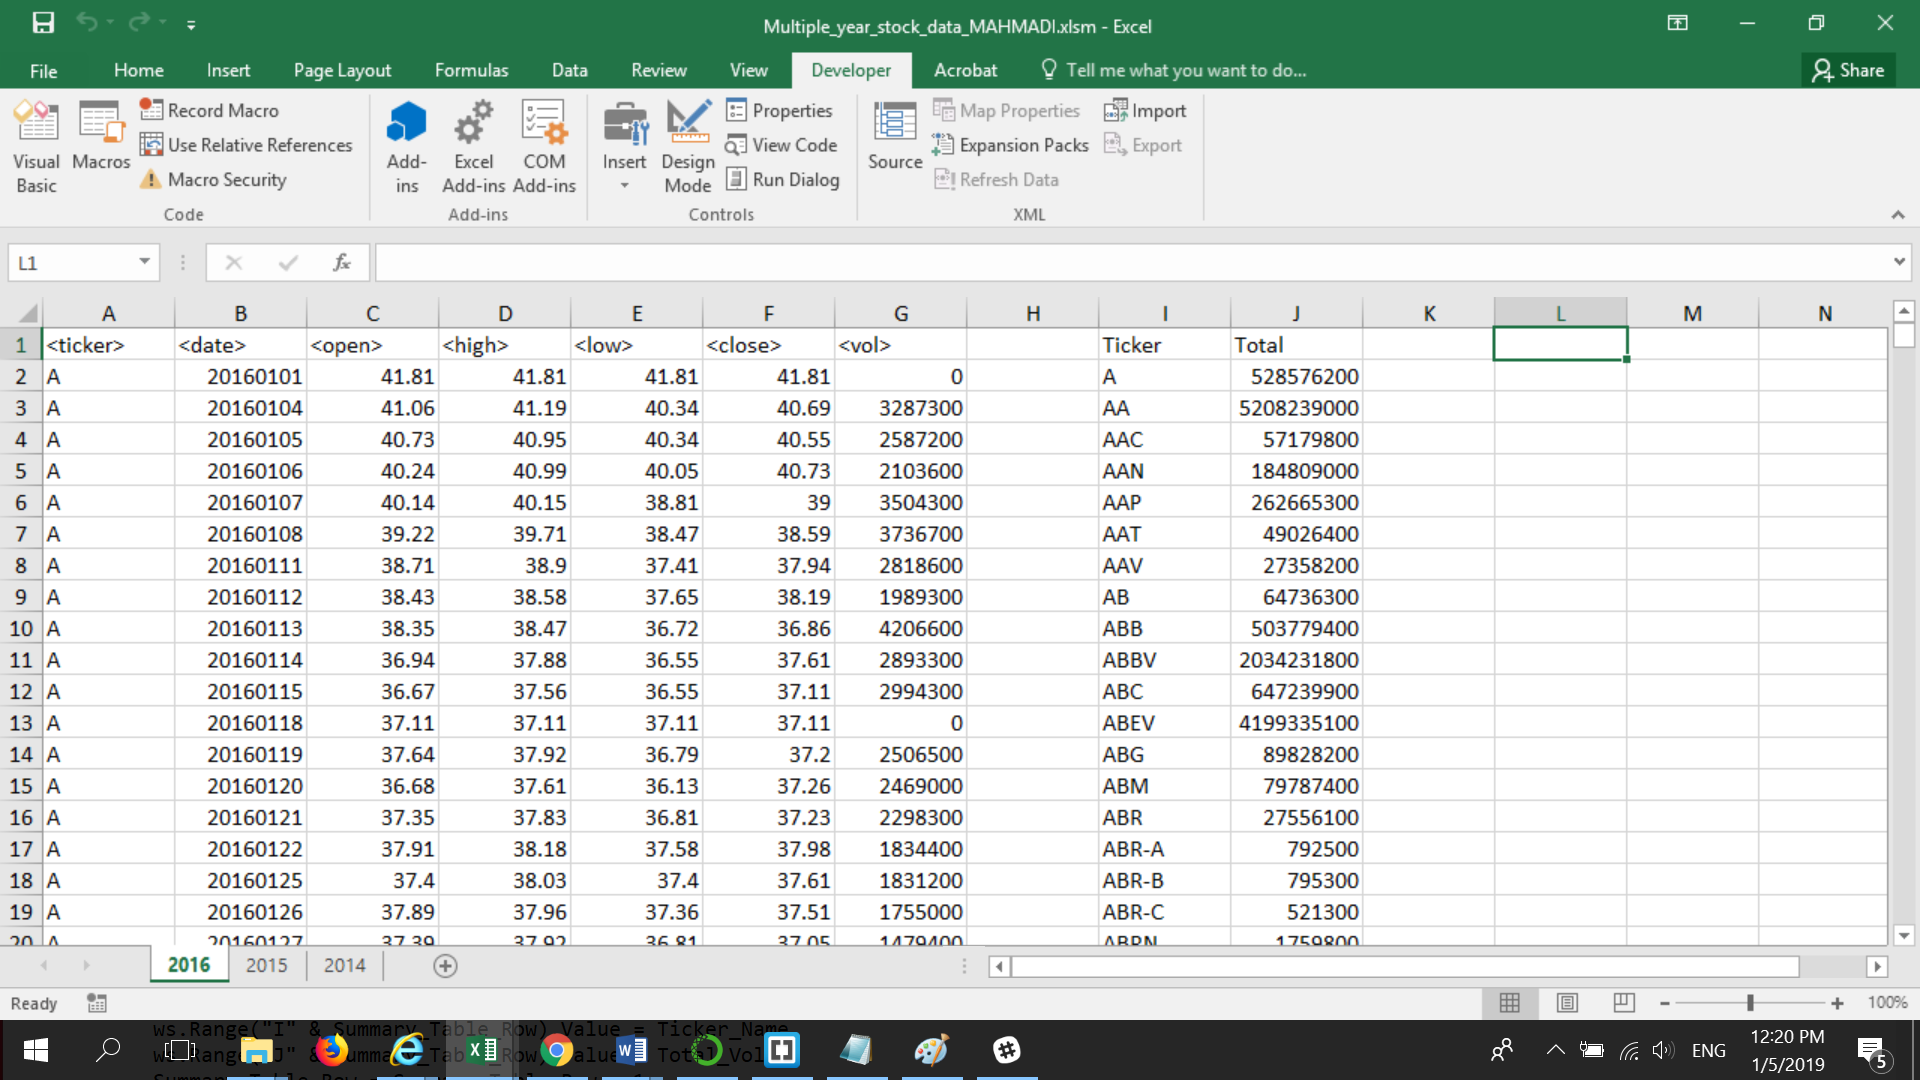 Multiple_year_stock_data_MAHMADI.xlsm - Excel
File Home Insert Page Layout Formulas Data Review View Developer Acrobat Tell me what you want to do... Share
Visual Basic
Macros
Record Macro
Use Relative References
Macro Security
Code
Add-ins
Excel Add-ins
COM Add-ins
Add-ins
Insert
Design Mode
Properties
View Code
Run Dialog
Controls
Source
Map Properties
Expansion Packs
Refresh Data
Import
Export
XML
L1 fx
A B C D E F G H I J K L M N
1 <ticker> <date> <open> <high> <low> <close> <vol> Ticker Total
2 A 20160101 41.81 41.81 41.81 41.81 0 A 528576200
3 A 20160104 41.06 41.19 40.34 40.69 3287300 AA 5208239000
4 A 20160105 40.73 40.95 40.34 40.55 2587200 AAC 57179800
5 A 20160106 40.24 40.99 40.05 40.73 2103600 AAN 184809000
6 A 20160107 40.14 40.15 38.81 39 3504300 AAP 262665300
7 A 20160108 39.22 39.71 38.47 38.59 3736700 AAT 49026400
8 A 20160111 38.71 38.9 37.41 37.94 2818600 AAV 27358200
9 A 20160112 38.43 38.58 37.65 38.19 1989300 AB 64736300
10 A 20160113 38.35 38.47 36.72 36.86 4206600 ABB 503779400
11 A 20160114 36.94 37.88 36.55 37.61 2893300 ABBV 2034231800
12 A 20160115 36.67 37.56 36.55 37.11 2994300 ABC 647239900
13 A 20160118 37.11 37.11 37.11 37.11 0 ABEV 4199335100
14 A 20160119 37.64 37.92 36.79 37.2 2506500 ABG 89828200
15 A 20160120 36.68 37.61 36.13 37.26 2469000 ABM 79787400
16 A 20160121 37.35 37.83 36.81 37.23 2298300 ABR 27556100
17 A 20160122 37.91 38.18 37.58 37.98 1834400 ABR-A 792500
18 A 20160125 37.4 38.03 37.4 37.61 1831200 ABR-B 795300
19 A 20160126 37.89 37.96 37.36 37.51 1755000 ABR-C 521300
20 A 20160127 37.39 37.92 36.81 37.05 1479400 ABRN 1759800
2016 2015 2014
Ready 100%
ws.Range("I" & Summary_Table_Row).Value = Ticker_Name
ENG
12:20 PM
1/5/2019
5